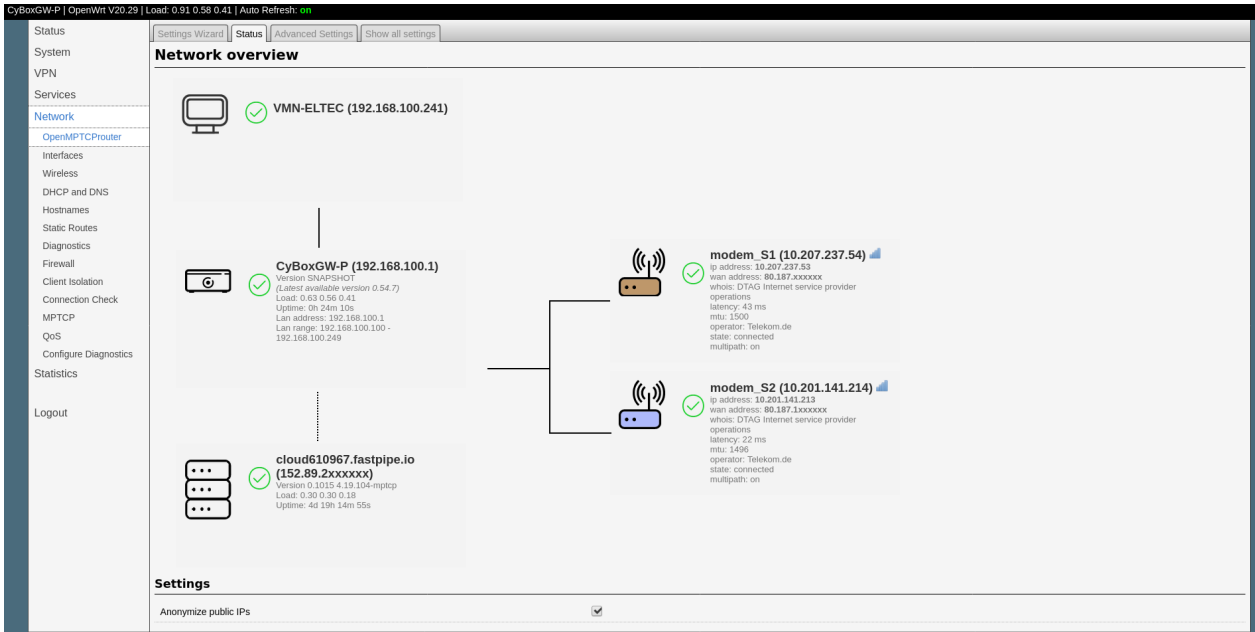 CyBoxGW-P | OpenWrt V20.29 | Load: 0.91 0.58 0.41 | Auto Refresh: on
Status
System
VPN
Services
Network
OpenMPTCProuter
Interfaces
Wireless
DHCP and DNS
Hostnames
Static Routes
Diagnostics
Firewall
Client Isolation
Connection Check
MPTCP
QoS
Configure Diagnostics
Statistics
Logout
Settings Wizard
Status
Advanced Settings
Show all settings
Network overview
VMN-ELTEC (192.168.100.241)
CyBoxGW-P (192.168.100.1)
Version SNAPSHOT
(Latest available version 0.54.7)
Load: 0.63 0.56 0.41
Uptime: 0h 24m 10s
Lan address: 192.168.100.1
Lan range: 192.168.100.100 -
192.168.100.249
modem_S1 (10.207.237.54)
ip address: 10.207.237.53
wan address: 80.187.xxxxxx
whois: DTAG Internet service provider
operations
latency: 43 ms
mtu: 1500
operator: Telekom.de
state: connected
multipath: on
modem_S2 (10.201.141.214)
ip address: 10.201.141.213
wan address: 80.187.1xxxxxx
whois: DTAG Internet service provider
operations
latency: 22 ms
mtu: 1496
operator: Telekom.de
state: connected
multipath: on
cloud610967.fastpipe.io
(152.89.2xxxxxx)
Version 0.1015 4.19.104-mptcp
Load: 0.30 0.30 0.18
Uptime: 4d 19h 14m 55s
Settings
Anonymize public IPs